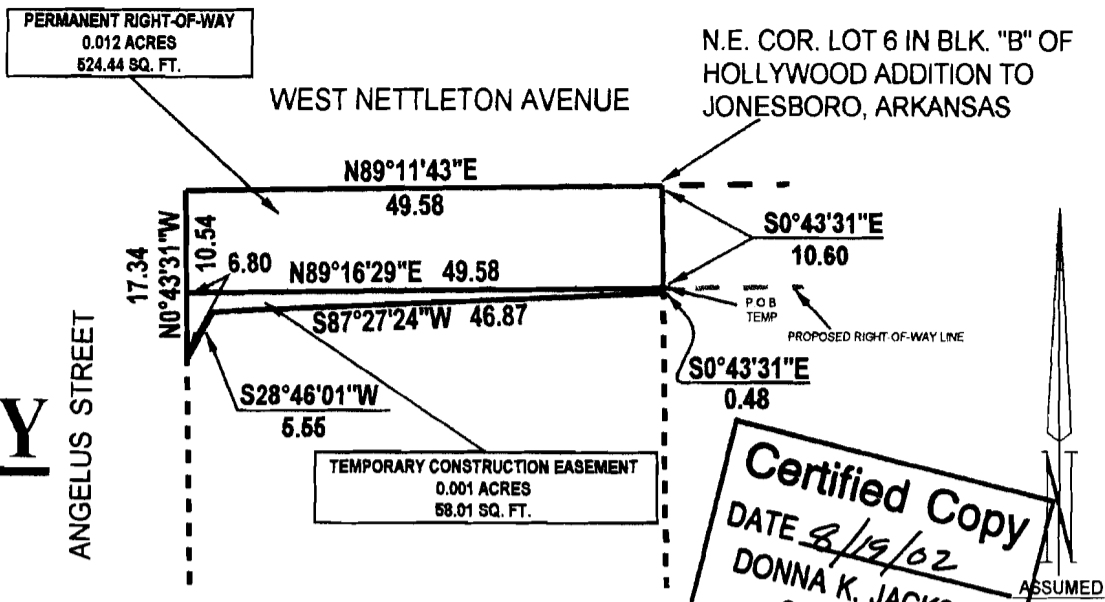 PERMANENT RIGHT-OF-WAY
0.012 ACRES
524.44 SQ. FT.
N.E. COR. LOT 6 IN BLK. "B" OF
HOLLYWOOD ADDITION TO
JONESBORO, ARKANSAS
WEST NETTLETON AVENUE
N89°11'43"E
49.58
S0°43'31"E
10.60
17.34
N0°43'31"W
10.54
6.80
N89°16'29"E 49.58
P O B
TEMP
PROPOSED RIGHT-OF-WAY LINE
S87°27'24"W 46.87
S0°43'31"E
0.48
S28°46'01"W
5.55
ANGELUS STREET
Y
TEMPORARY CONSTRUCTION EASEMENT
0.001 ACRES
58.01 SQ. FT.
Certified Copy
DATE 8/19/02
DONNA K. JACKS
N
ASSUMED